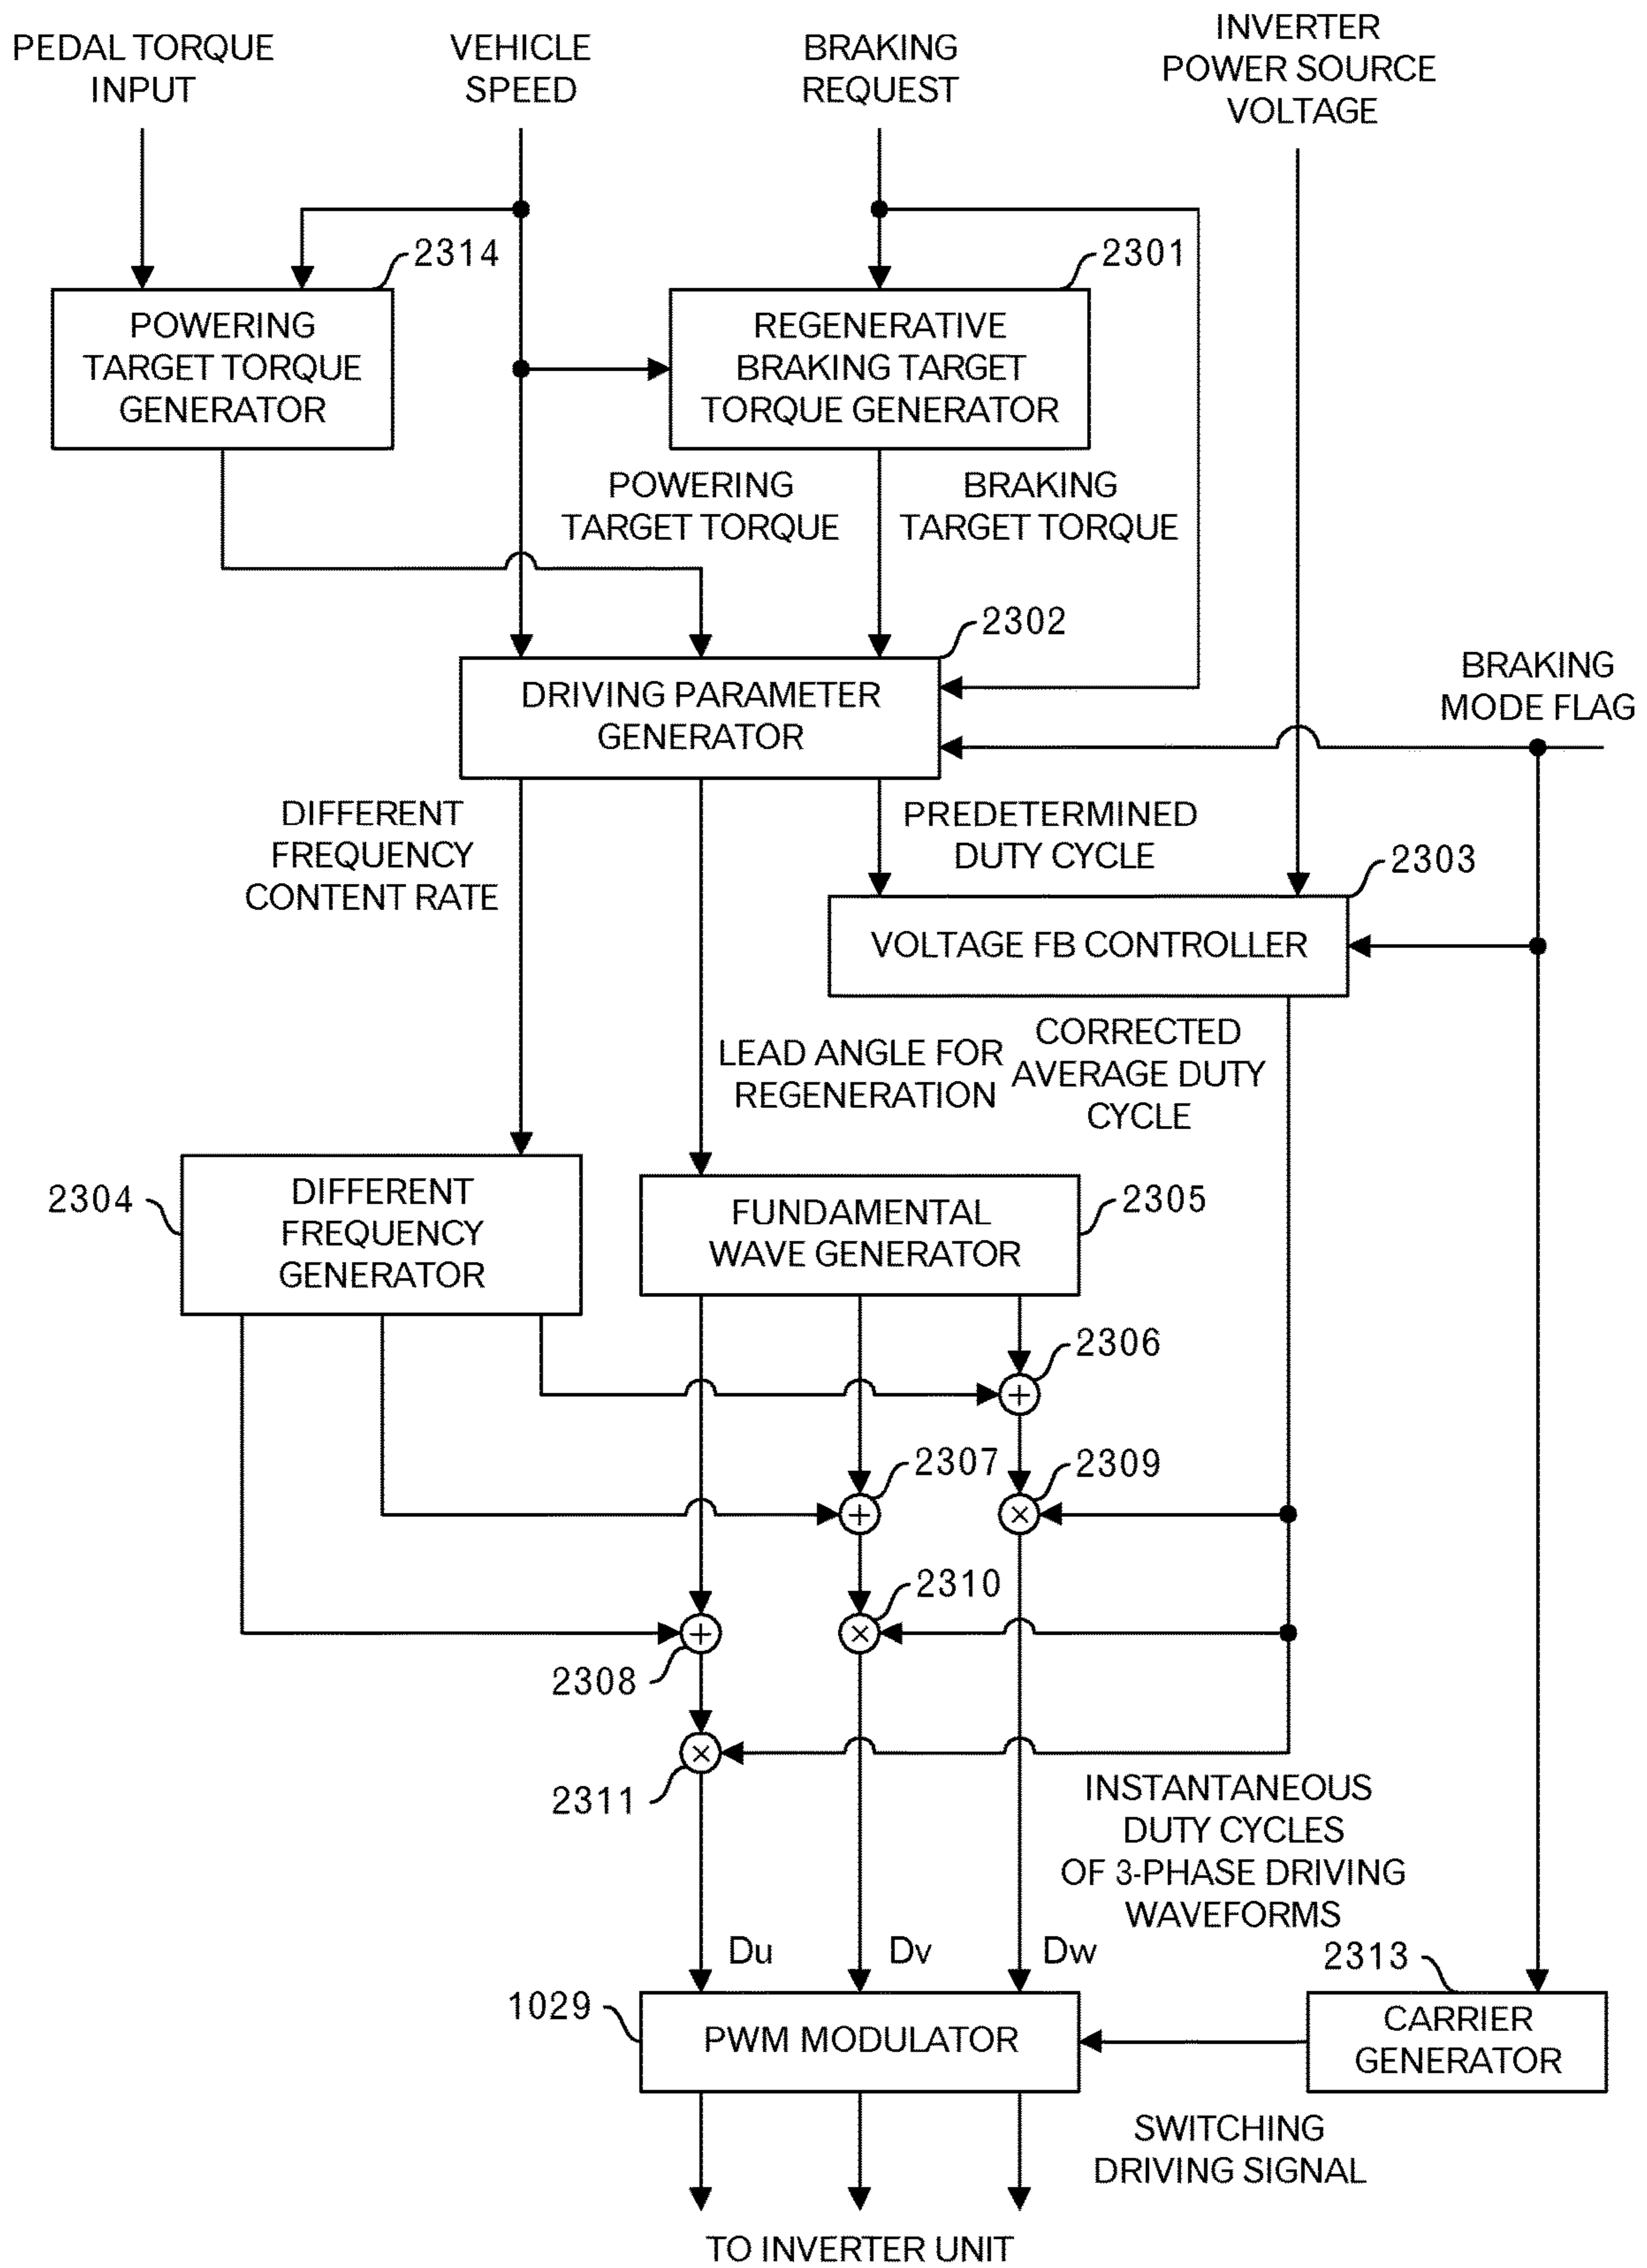 PEDAL TORQUE
INPUT
VEHICLE
SPEED
BRAKING
REQUEST
INVERTER
POWER SOURCE
VOLTAGE
2314
2301
POWERING
TARGET TORQUE
GENERATOR
REGENERATIVE
BRAKING TARGET
TORQUE GENERATOR
POWERING
TARGET TORQUE
BRAKING
TARGET TORQUE
2302
DRIVING PARAMETER
GENERATOR
BRAKING
MODE FLAG
DIFFERENT
FREQUENCY
CONTENT RATE
PREDETERMINED
DUTY CYCLE
2303
VOLTAGE FB CONTROLLER
LEAD ANGLE FOR
REGENERATION
CORRECTED
AVERAGE DUTY
CYCLE
2304
DIFFERENT
FREQUENCY
GENERATOR
FUNDAMENTAL
WAVE GENERATOR
2305
2306
+
2307
+
2309
×
2310
×
2308
+
2311
×
INSTANTANEOUS
DUTY CYCLES
OF 3-PHASE DRIVING
WAVEFORMS
Du
Dv
Dw
2313
1029
PWM MODULATOR
CARRIER
GENERATOR
SWITCHING
DRIVING SIGNAL
TO INVERTER UNIT